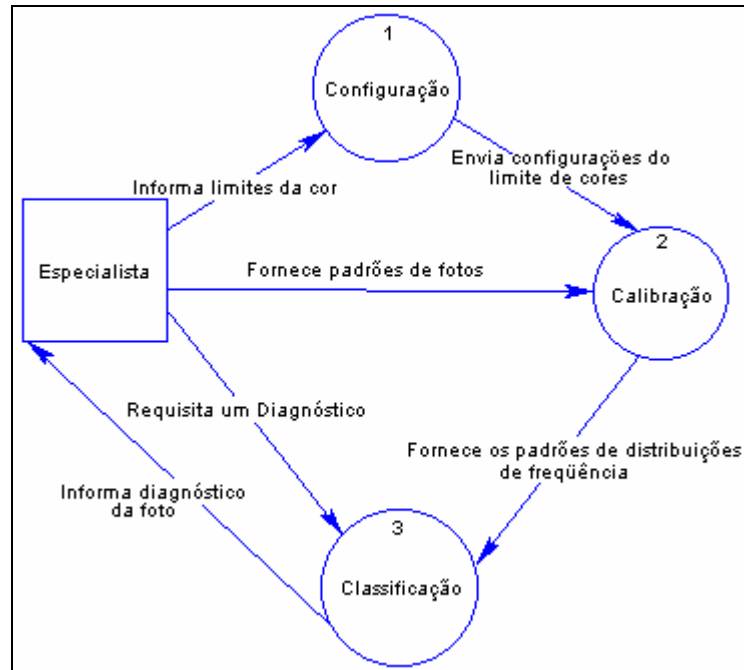 1
Configuração
Envia configurações do
limite de cores
Informa limites da cor
2
Especialista
Fornece padrões de fotos
Calibração
Requisita um Diagnóstico
Fornece os padrões de distribuições
de freqüência
Informa diagnóstico
da foto
3
Classificação